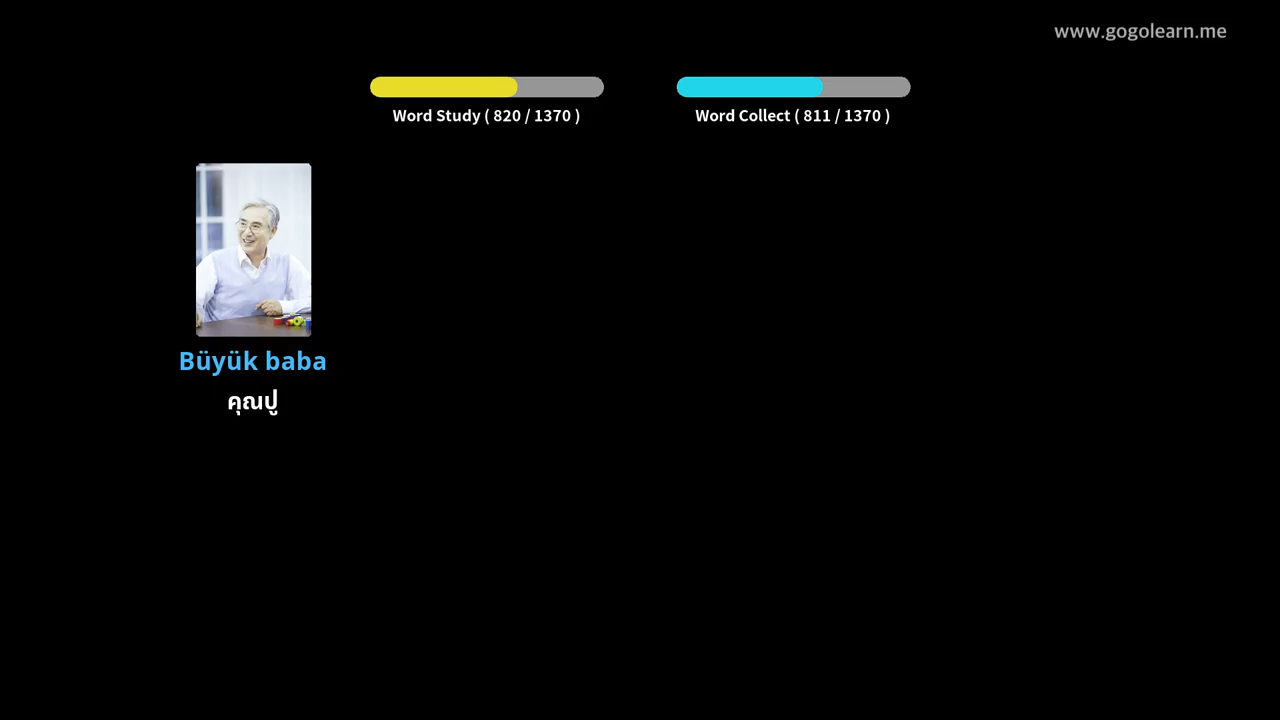 www.gogolearn.me
Word Study ( 820 / 1370 )
Word Collect ( 811 / 1370 )
Büyük baba
คุณปู่